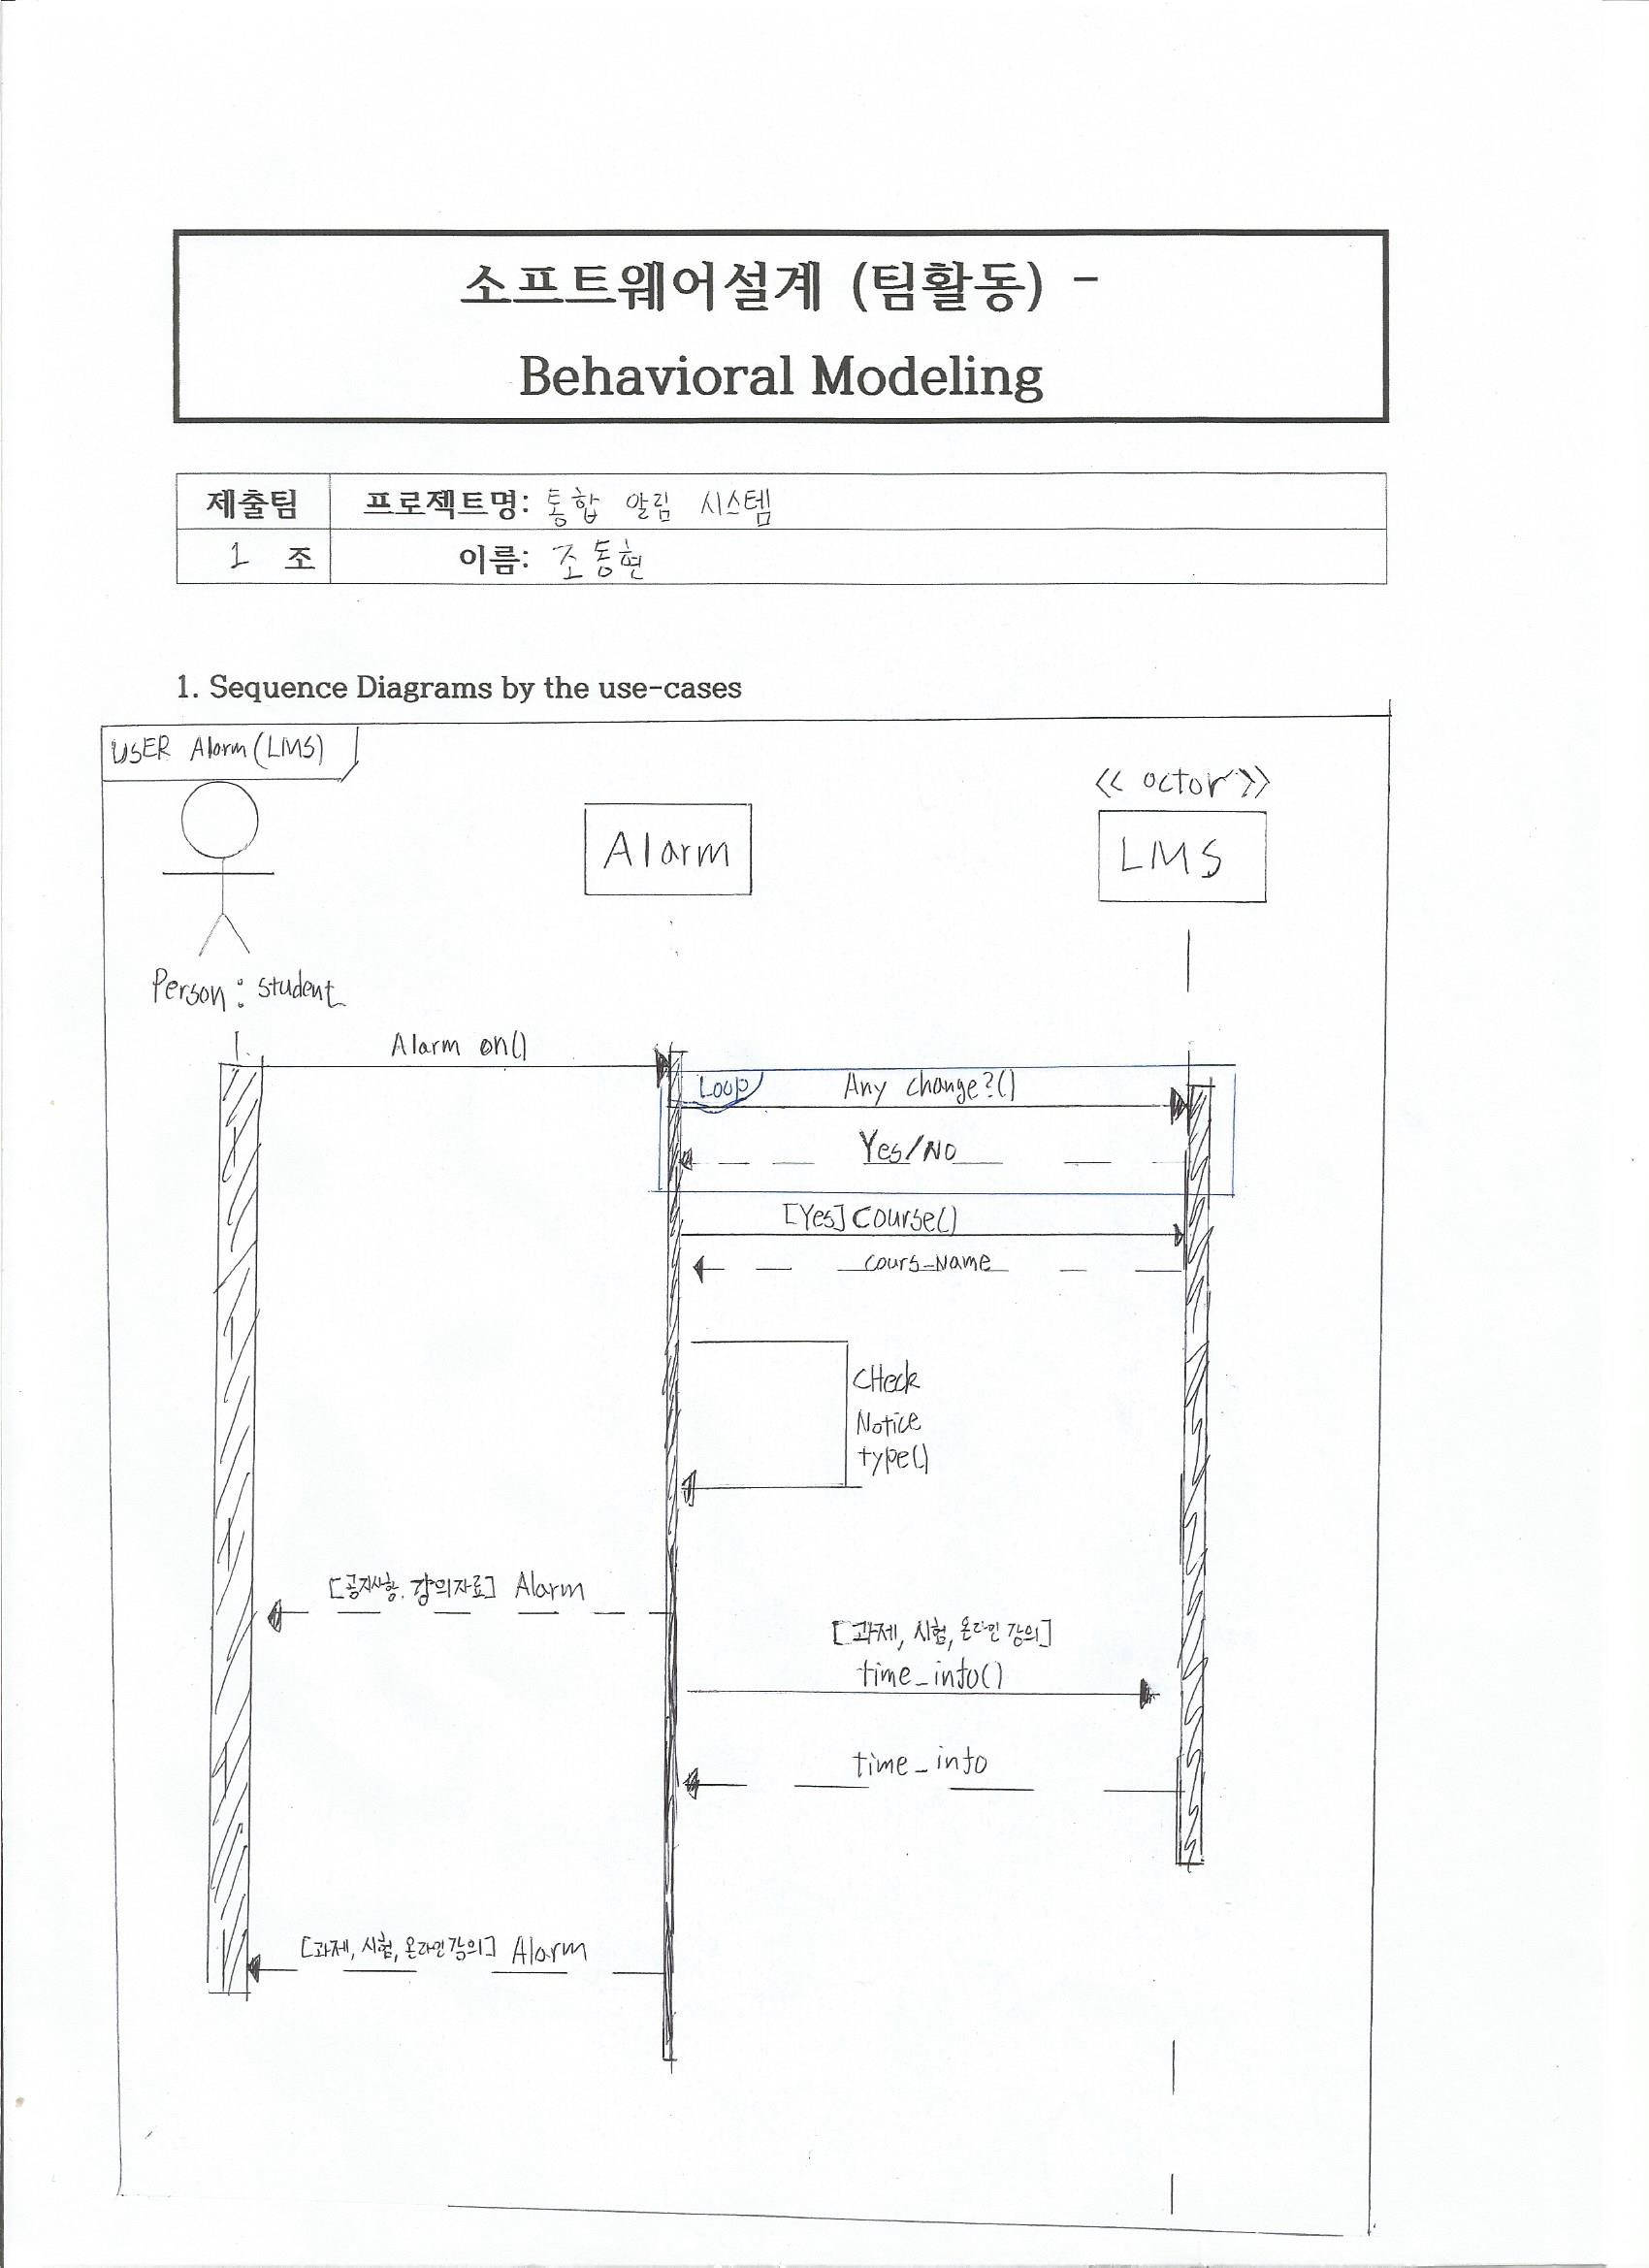 소프트웨어설계 (팀활동) -
Behavioral Modeling
제출팀 프로젝트명: 통합 알림 시스템
1 조 이름: 조동현
1. Sequence Diagrams by the use-cases
USER Alarm(LMS)
<< actor >>
Alarm
LMS
Person: student
Alarm on()
Loop Any change?()
Yes/No
[Yes] Course()
Cours_Name
CHeck
Notice
type()
[공지사항. 강의자료] Alarm
[과제, 시험, 온라인 강의]
time_info()
time_info
[과제, 시험, 온라인 강의] Alarm